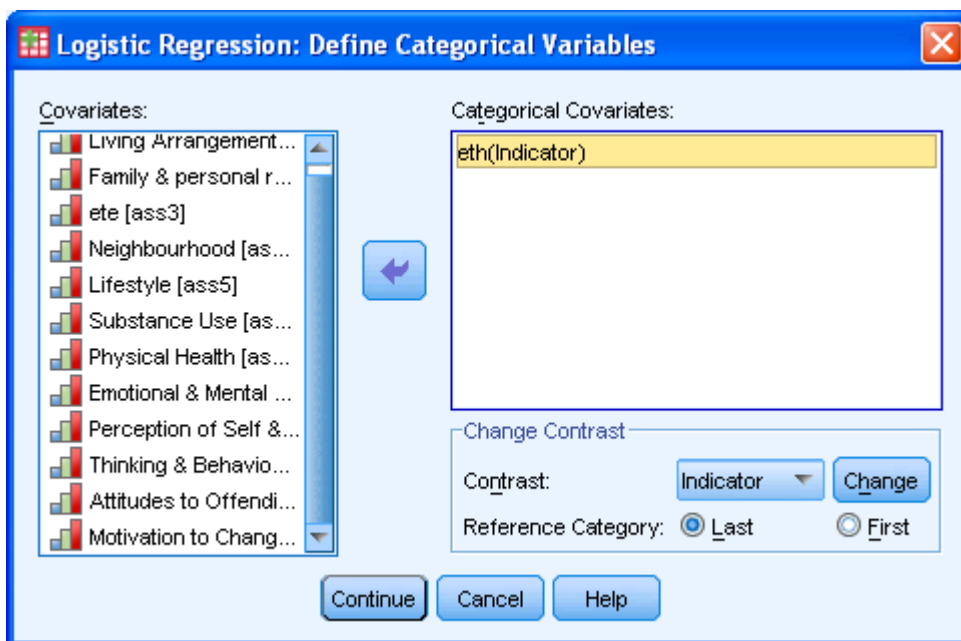 Logistic Regression: Define Categorical Variables
Covariates:
Living Arrangement...
Family & personal r...
ete [ass3]
Neighbourhood [as...
Lifestyle [ass5]
Substance Use [as...
Physical Health [as...
Emotional & Mental ...
Perception of Self &...
Thinking & Behavio...
Attitudes to Offendi...
Motivation to Chang...
Categorical Covariates:
eth(Indicator)
Change Contrast
Contrast: Indicator Change
Reference Category: Last First
Continue Cancel Help